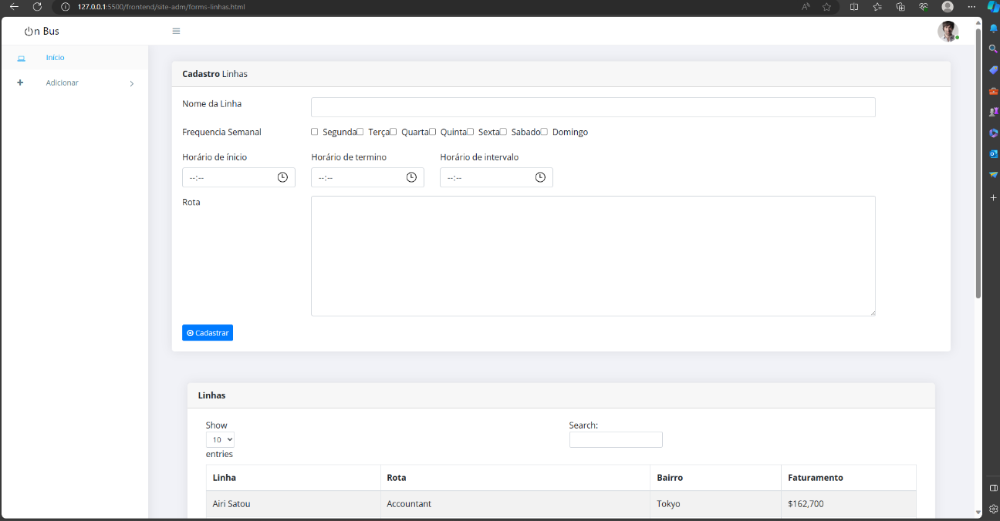 127.0.0.1:5500/frontend/site-adm/forms-linhas.html
n Bus
Início
Adicionar
Cadastro Linhas
Nome da Linha
Frequencia Semanal
Segunda Terça Quarta Quinta Sexta Sabado Domingo
Horário de ínicio Horário de termino Horário de intervalo
--:-- --:-- --:--
Rota
Cadastrar
Linhas
Show Search:
10
entries
Linha Rota Bairro Faturamento
Airi Satou Accountant Tokyo $162,700